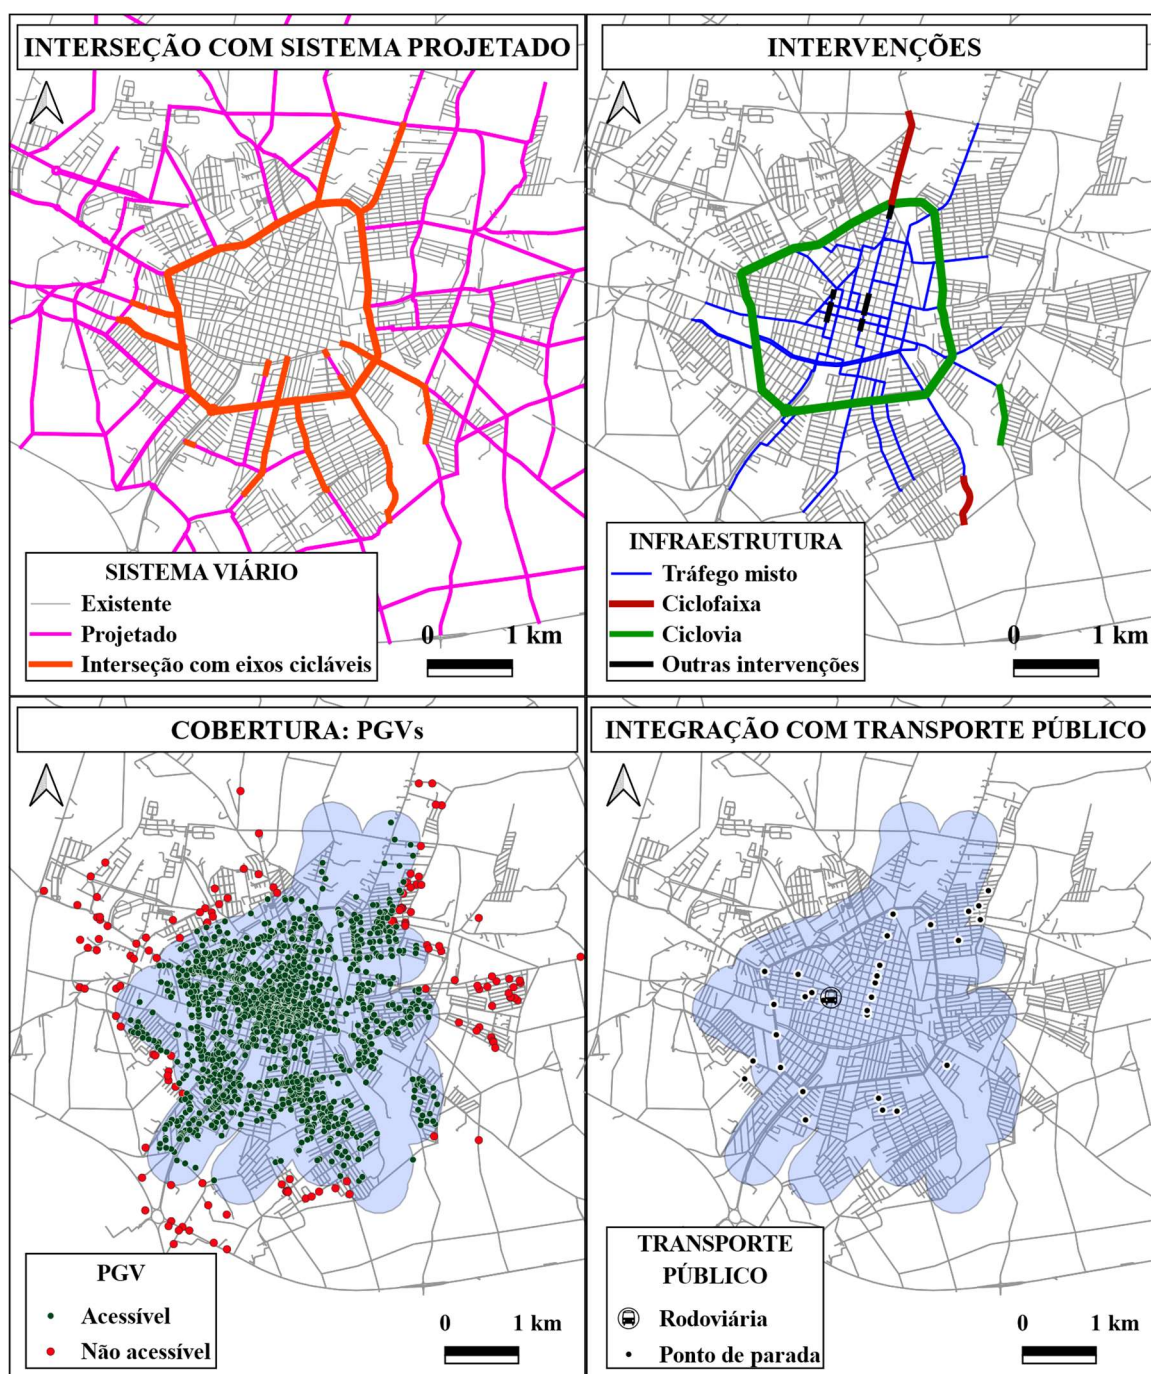 INTERSEÇÃO COM SISTEMA PROJETADO
SISTEMA VIÁRIO
Existente
Projetado
Interseção com eixos cicláveis
0 1 km
INTERVENÇÕES
INFRAESTRUTURA
Tráfego misto
Ciclofaixa
Ciclovia
Outras intervenções
0 1 km
COBERTURA: PGVs
PGV
Acessível
Não acessível
0 1 km
INTEGRAÇÃO COM TRANSPORTE PÚBLICO
TRANSPORTE
PÚBLICO
Rodoviária
Ponto de parada
0 1 km